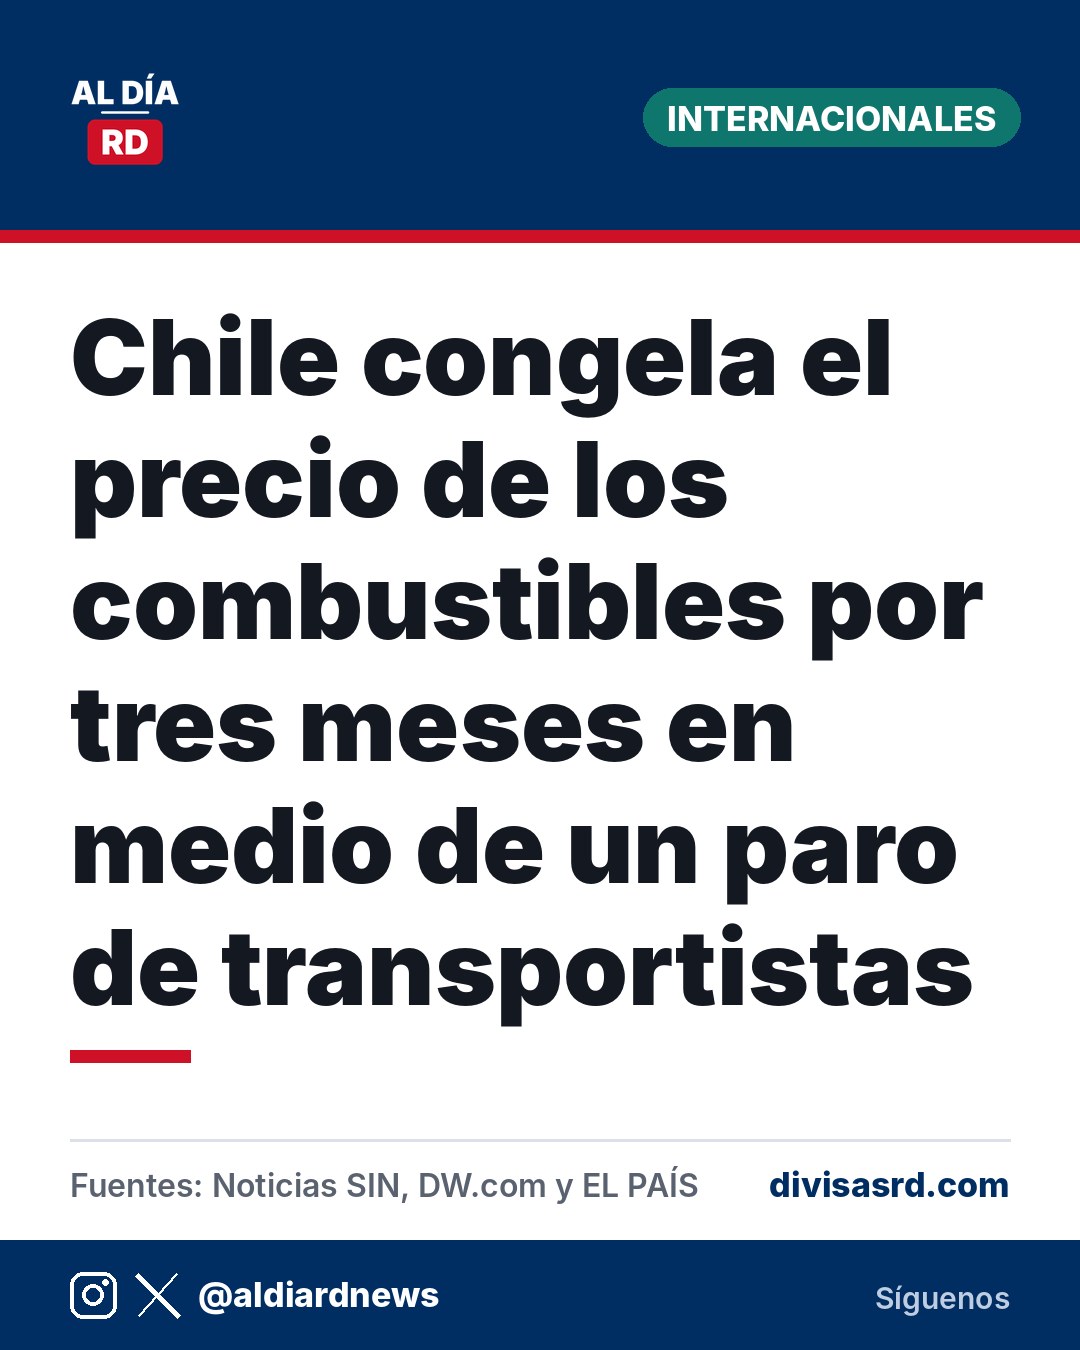 AL DÍA
RD
INTERNACIONALES
Chile congela el
precio de los
combustibles por
tres meses en
medio de un paro
de transportistas
Fuentes: Noticias SIN, DW.com y EL PAÍS
divisasrd.com
@aldiardnews
Síguenos